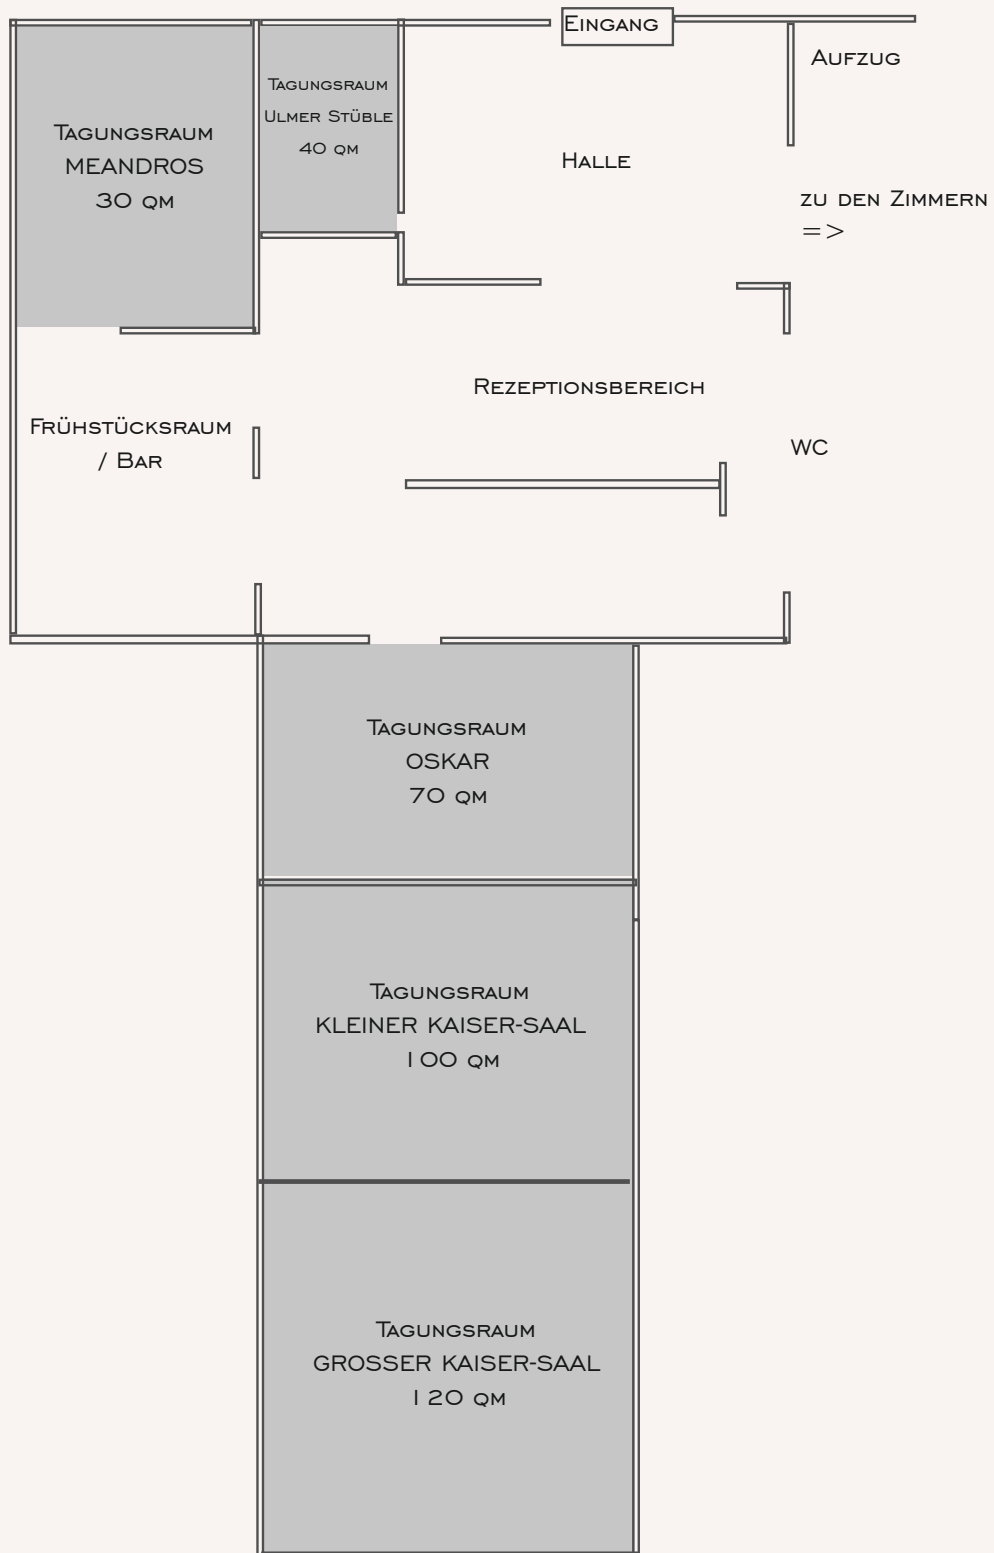 Eingang
Aufzug
Tagungsraum
Ulmer Stüble
40 qm
Tagungsraum
MEANDROS
30 qm
Halle
zu den Zimmern
=>
Rezeptionsbereich
Frühstücksraum
/ Bar
WC
Tagungsraum
OSKAR
70 qm
Tagungsraum
KLEINER KAISER-SAAL
100 qm
Tagungsraum
GROSSER KAISER-SAAL
120 qm